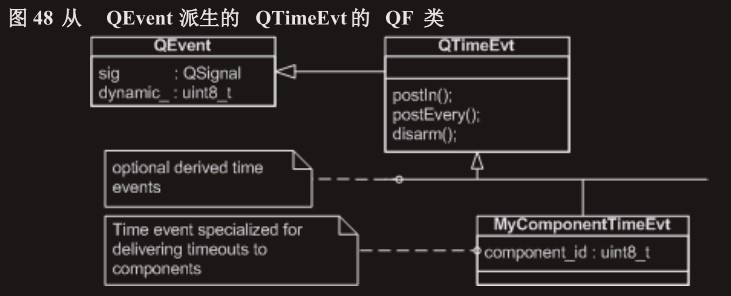 图 48 从 QEvent 派生的 QTimeEvt 的 QF 类
QEvent
sig : QSignal
dynamic_ : uint8_t
QTimeEvt
postIn();
postEvery();
disarm();
optional derived time
events
Time event specialized for
delivering timeouts to
components
MyComponentTimeEvt
component_id : uint8_t